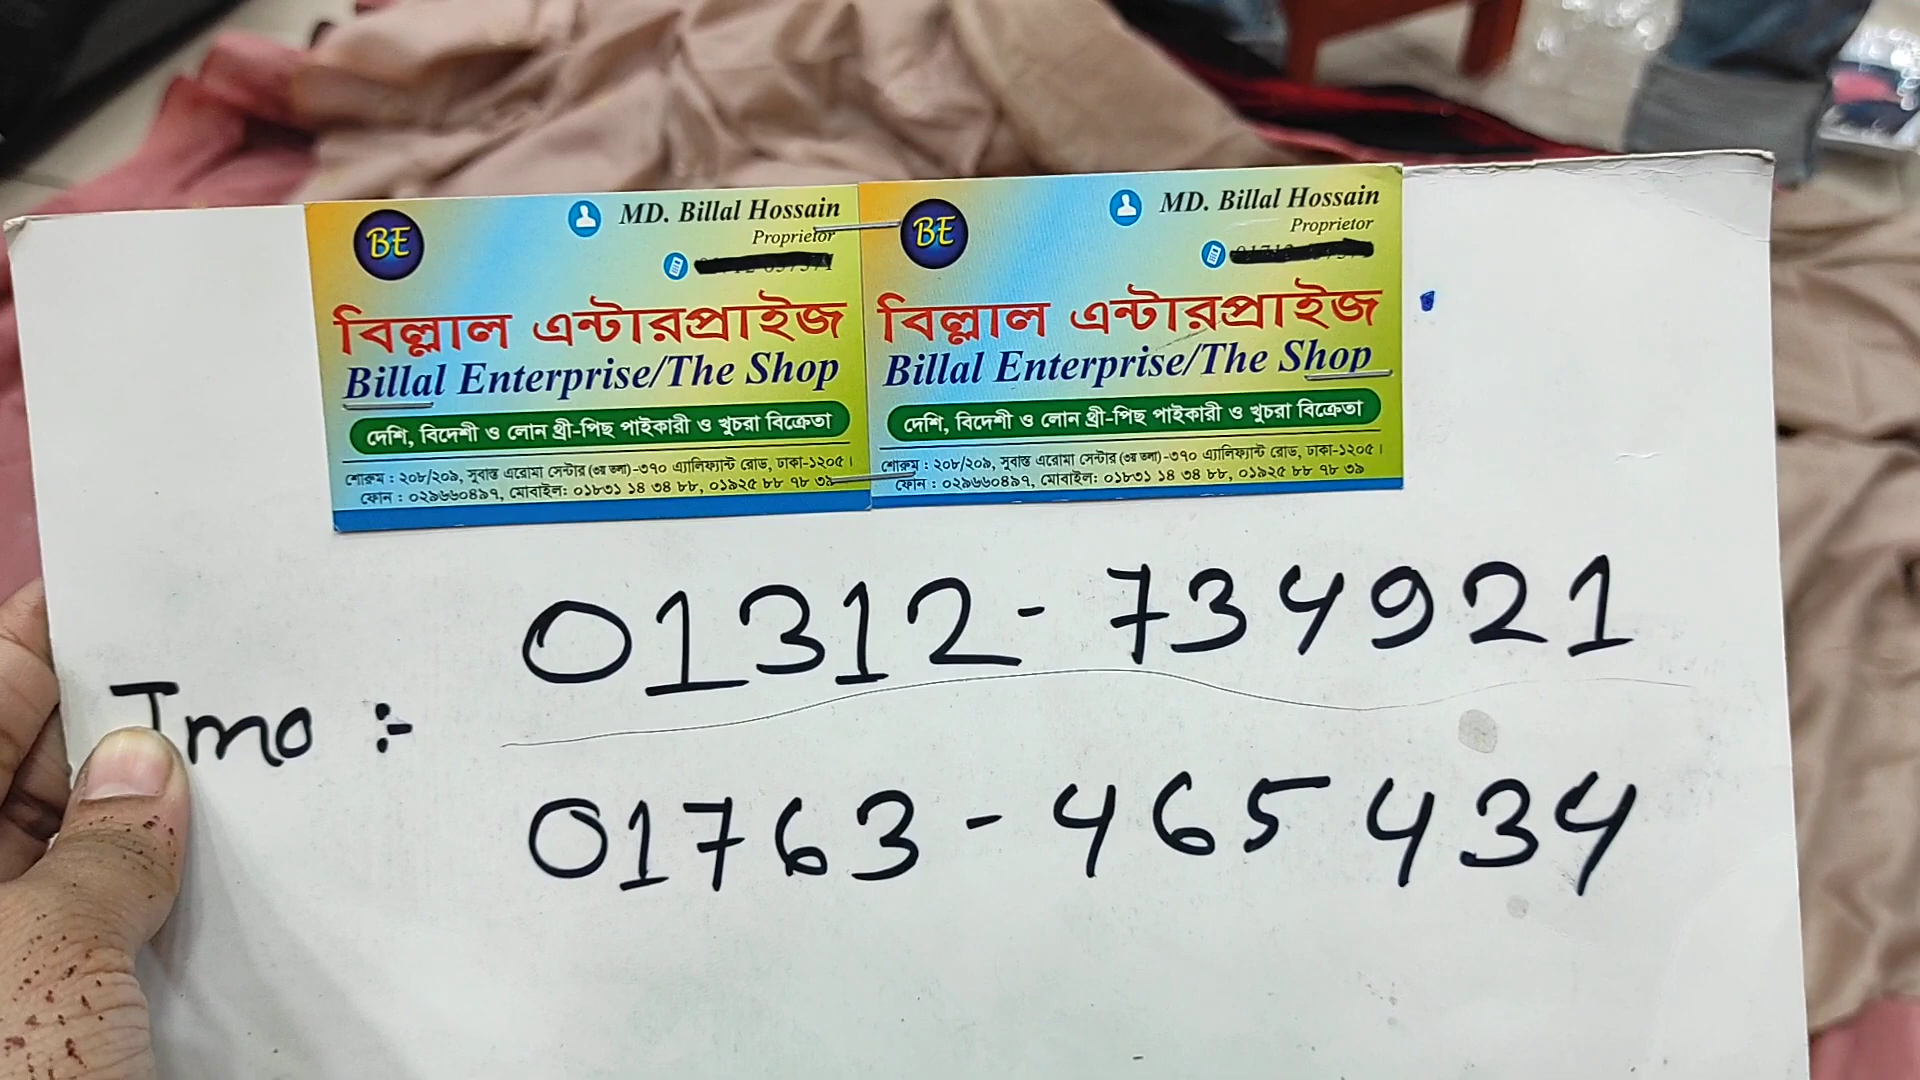 BE
MD. Billal Hossain
Proprietor
বিল্লাল এন্টারপ্রাইজ
Billal Enterprise/The Shop
দেশি, বিদেশী ও লোন থ্রী-পিছ পাইকারী ও খুচরা বিক্রেতা
শোরুম : ২০৮/২০৯, সুবাস্ত এরোমা সেন্টার (৩য় তলা)-৩৭০ এ্যালিফ্যান্ট রোড, ঢাকা-১২০৫।
ফোন : ০২৯৬৬০৪৯৭, মোবাইল: ০১৮৩১ ১৪ ৩৪ ৮৮, ০১৯২৫ ৮৮ ৭৮ ৩৯
BE
MD. Billal Hossain
Proprietor
বিল্লাল এন্টারপ্রাইজ
Billal Enterprise/The Shop
দেশি, বিদেশী ও লোন থ্রী-পিছ পাইকারী ও খুচরা বিক্রেতা
শোরুম : ২০৮/২০৯, সুবাস্ত এরোমা সেন্টার (৩য় তলা)-৩৭০ এ্যালিফ্যান্ট রোড, ঢাকা-১২০৫।
ফোন : ০২৯৬৬০৪৯৭, মোবাইল: ০১৮৩১ ১৪ ৩৪ ৮৮, ০১৯২৫ ৮৮ ৭৮ ৩৯
01312-734921
Imo :-
01763-465434